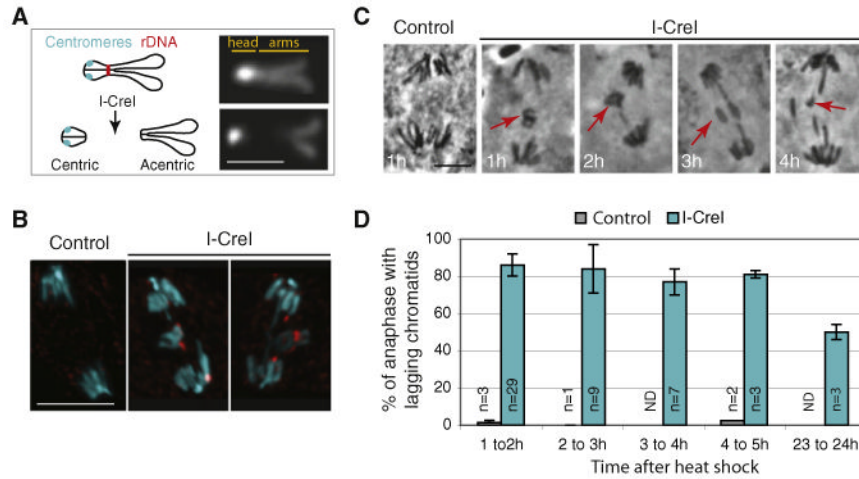 A
Centromeres rDNA
I-CreI
Centric
Acentric
head arms
B
Control
I-CreI
C
Control
I-CreI
1h
1h
2h
3h
4h
D
Control
I-CreI
% of anaphase with
lagging chromatids
100
80
60
40
20
0
n=3
n=29
n=1
n=9
ND
n=7
n=2
n=3
ND
n=3
1 to2h
2 to 3h
3 to 4h
4 to 5h
23 to 24h
Time after heat shock